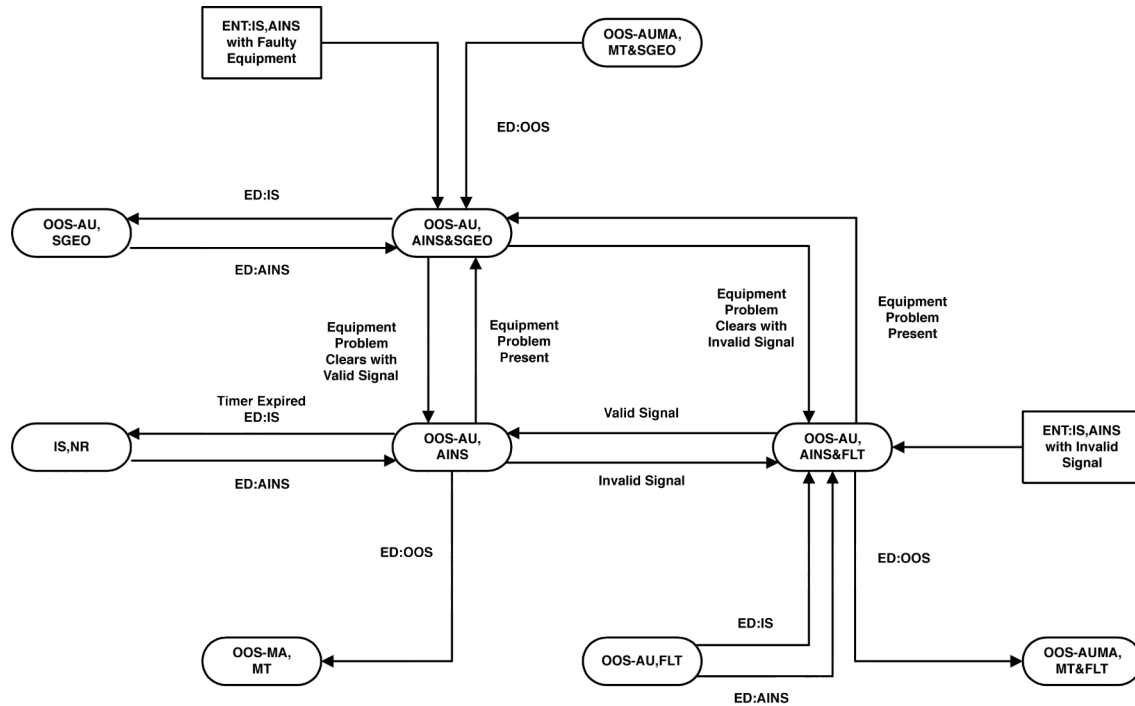 ENT:IS,AINS
with Faulty
Equipment
OOS-AUMA,
MT&SGEO
ED:OOS
ED:IS
OOS-AU,
SGEO
OOS-AU,
AINS&SGEO
ED:AINS
Equipment
Problem
Clears with
Valid Signal
Equipment
Problem
Present
Equipment
Problem
Clears with
Invalid Signal
Equipment
Problem
Present
Timer Expired
ED:IS
Valid Signal
IS,NR
OOS-AU,
AINS
OOS-AU,
AINS&FLT
ENT:IS,AINS
with Invalid
Signal
ED:AINS
Invalid Signal
ED:OOS
ED:OOS
ED:IS
OOS-MA,
MT
OOS-AU,FLT
OOS-AUMA,
MT&FLT
ED:AINS